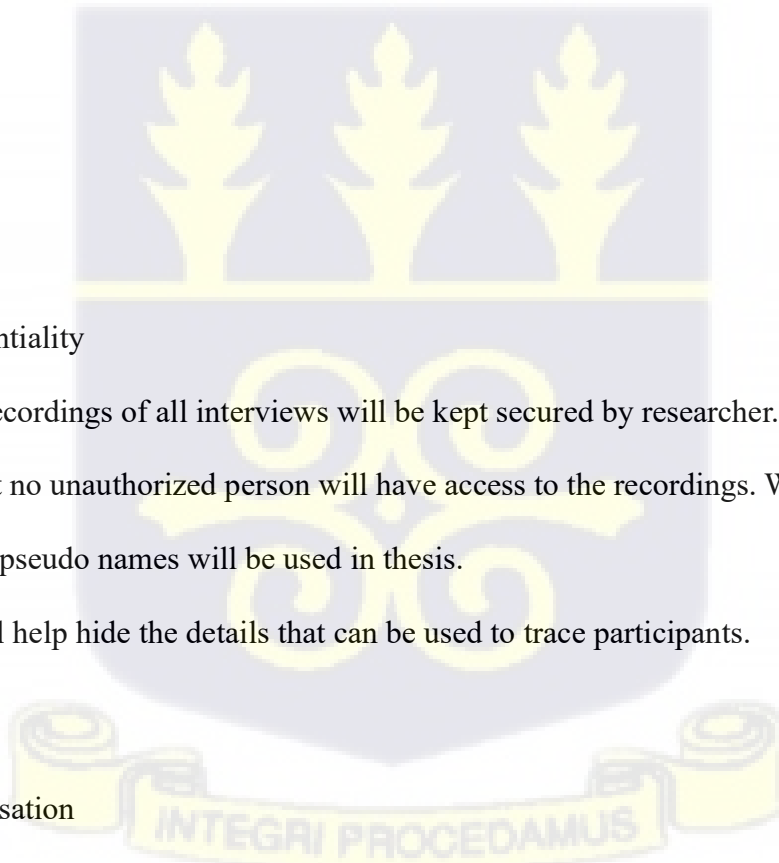 ntiality
ecordings of all interviews will be kept secured by researcher.
t no unauthorized person will have access to the recordings. W
pseudo names will be used in thesis.
l help hide the details that can be used to trace participants.
sation
INTEGRI PROCEDAMUS